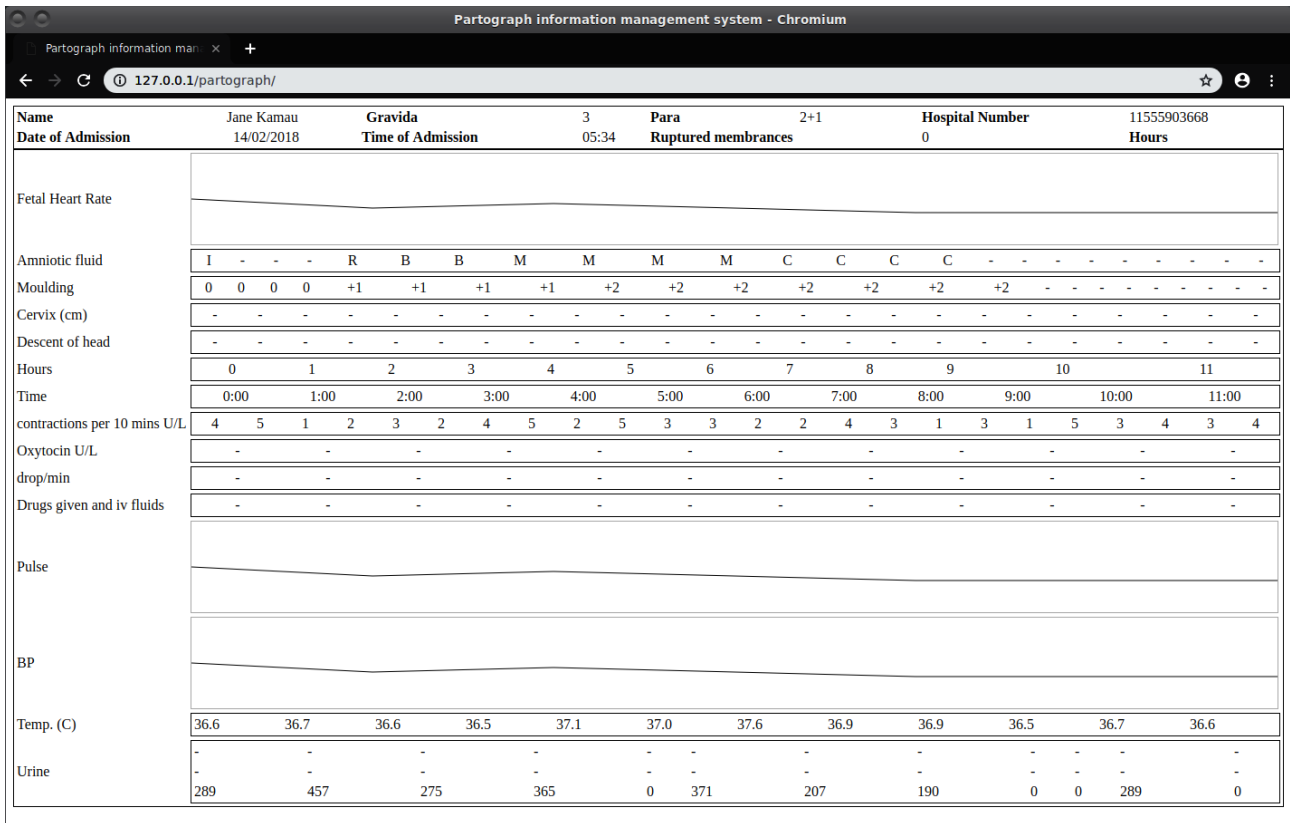 Partograph information management system - Chromium
Partograph information man
127.0.0.1/partograph/
Name Jane Kamau Gravida 3 Para 2+1 Hospital Number 11555903668
Date of Admission 14/02/2018 Time of Admission 05:34 Ruptured membrances 0 Hours
Fetal Heart Rate
Amniotic fluid I - - - R B B M M M M C C C C - - - - - - - - -
Moulding 0 0 0 0 +1 +1 +1 +1 +2 +2 +2 +2 +2 +2 +2 - - - - - - - - -
Cervix (cm) - - - - - - - - - - - - - - - - - - - - - - - -
Descent of head - - - - - - - - - - - - - - - - - - - - - - - -
Hours 0 1 2 3 4 5 6 7 8 9 10 11
Time 0:00 1:00 2:00 3:00 4:00 5:00 6:00 7:00 8:00 9:00 10:00 11:00
contractions per 10 mins U/L 4 5 1 2 3 2 4 5 2 5 3 3 2 2 4 3 1 3 1 5 3 4 3 4
Oxytocin U/L - - - - - - - - - - - -
drop/min - - - - - - - - - - - -
Drugs given and iv fluids - - - - - - - - - - - -
Pulse
BP
Temp. (C) 36.6 36.7 36.6 36.5 37.1 37.0 37.6 36.9 36.9 36.5 36.7 36.6
Urine
- - - - - - - - - - - -
- - - - - - - - - - - -
289 457 275 365 0 371 207 190 0 0 289 0